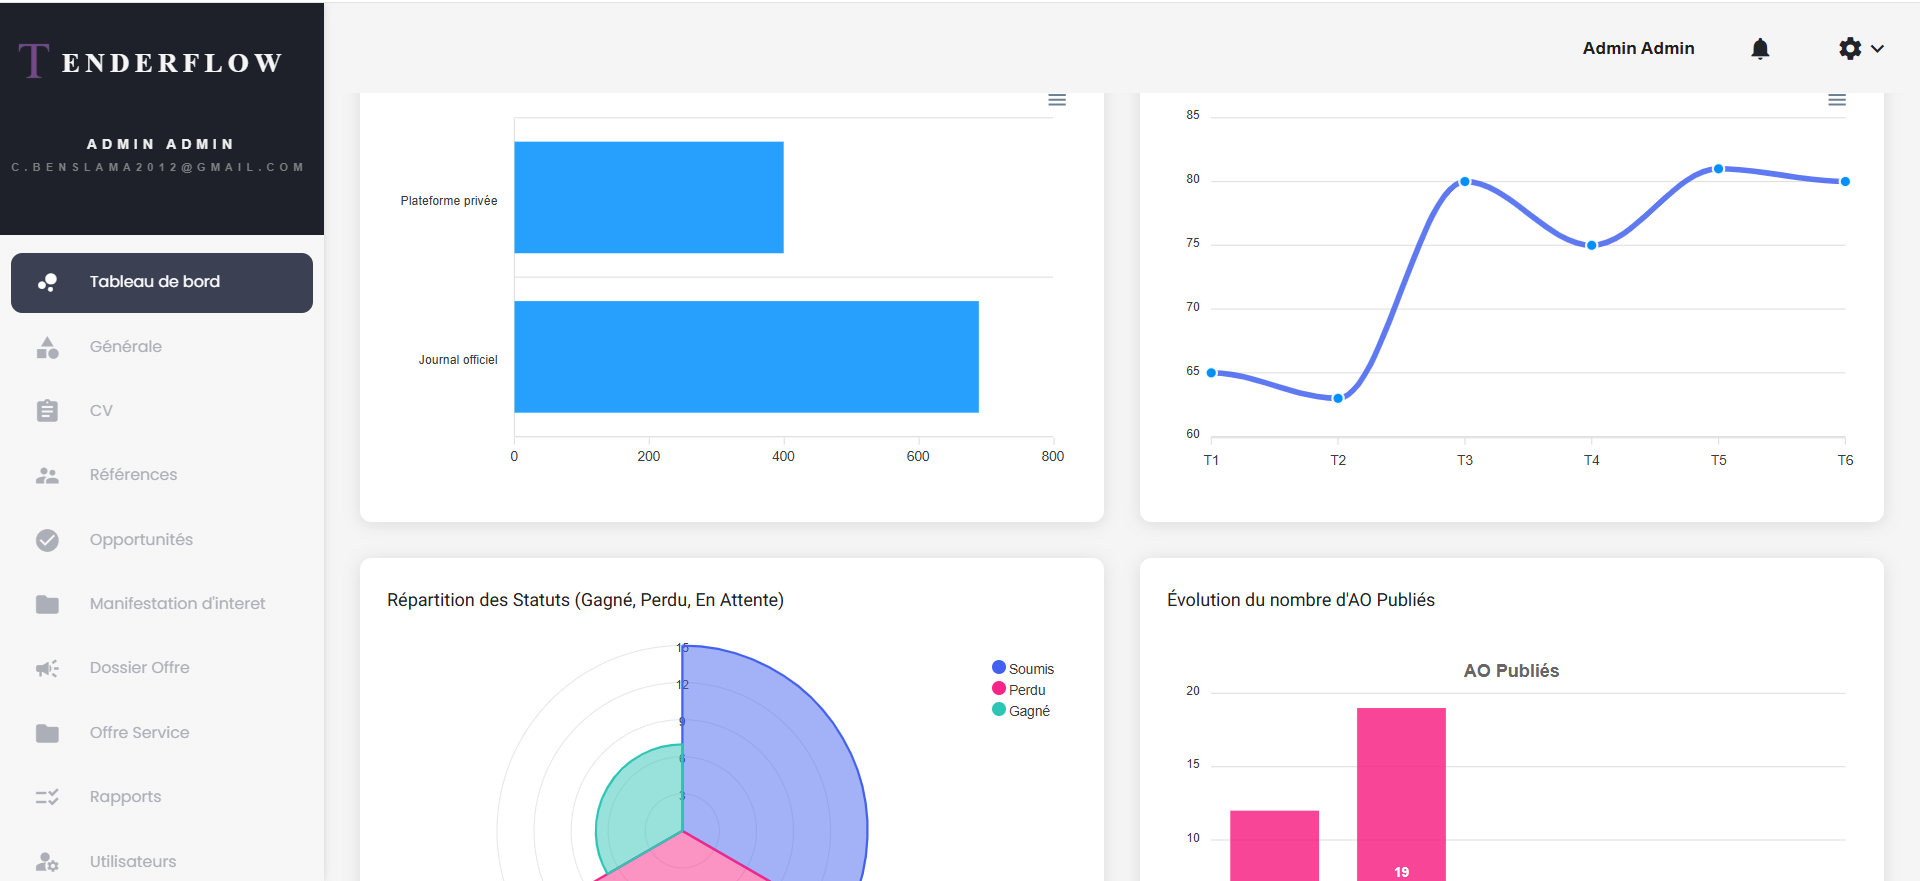 TENDERFLOW
Admin Admin
ADMIN ADMIN
C.BENSLAMA2012@GMAIL.COM
Tableau de bord
Générale
CV
Références
Opportunités
Manifestation d'interet
Dossier Offre
Offre Service
Rapports
Utilisateurs
Plateforme privée
Journal officiel
0 200 400 600 800
85
80
75
70
65
60
T1 T2 T3 T4 T5 T6
Répartition des Statuts (Gagné, Perdu, En Attente)
15
12
9
6
3
Soumis
Perdu
Gagné
Évolution du nombre d'AO Publiés
AO Publiés
20
15
10
19